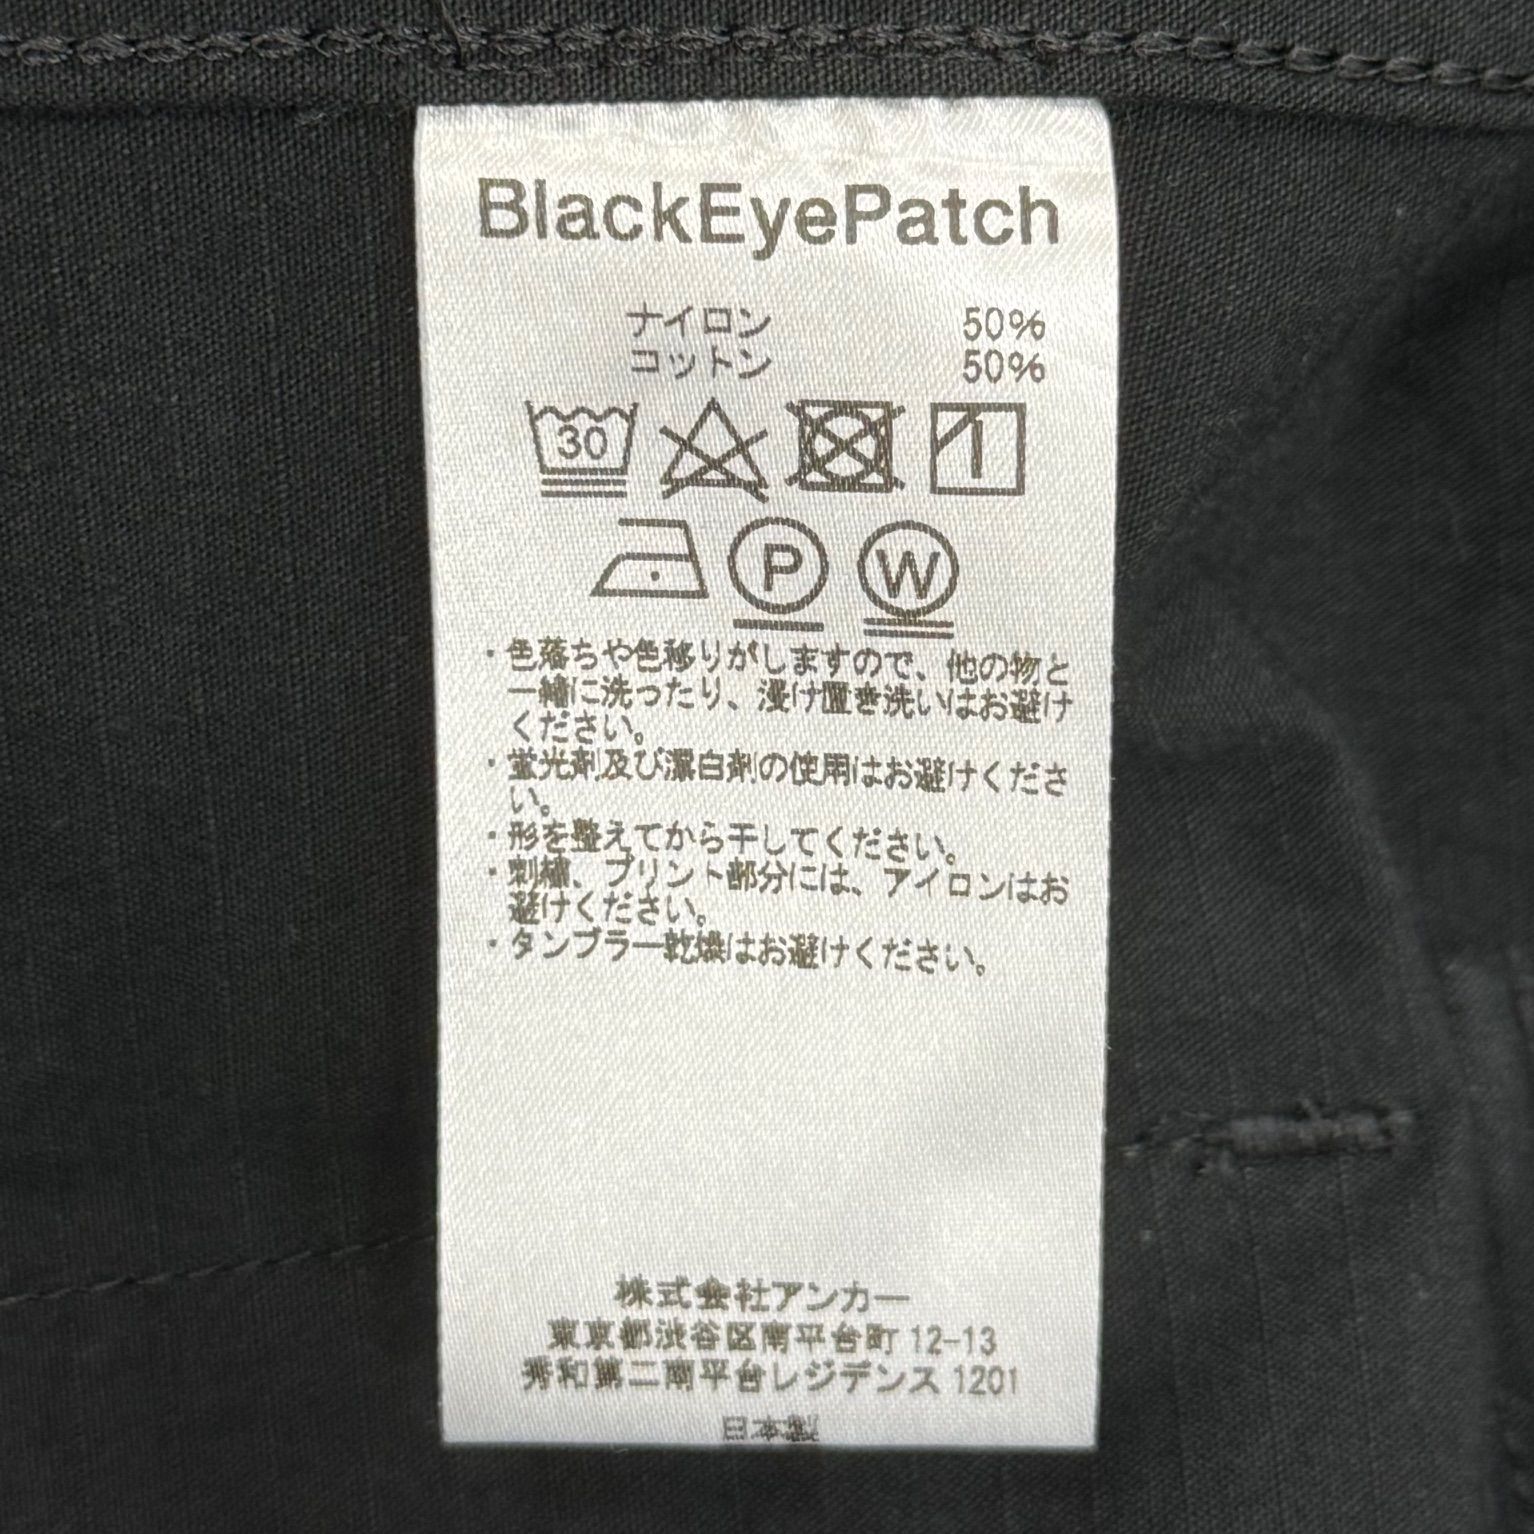 BlackEyePatch
ナイロン 50%
コットン 50%
30
1
P W
・色落ちや色移りがしますので、他の物と
一緒に洗ったり、浸け置き洗いはお避け
ください。
・蛍光剤及び漂白剤の使用はお避けくださ
い。
・形を整えてから干してください。
・刺繍、プリント部分には、アイロンはお
避けください。
・タンブラー乾燥はお避けください。
株式会社アンカー
東京都渋谷区南平台町 12-13
秀和第二南平台レジデンス 1201
日本製